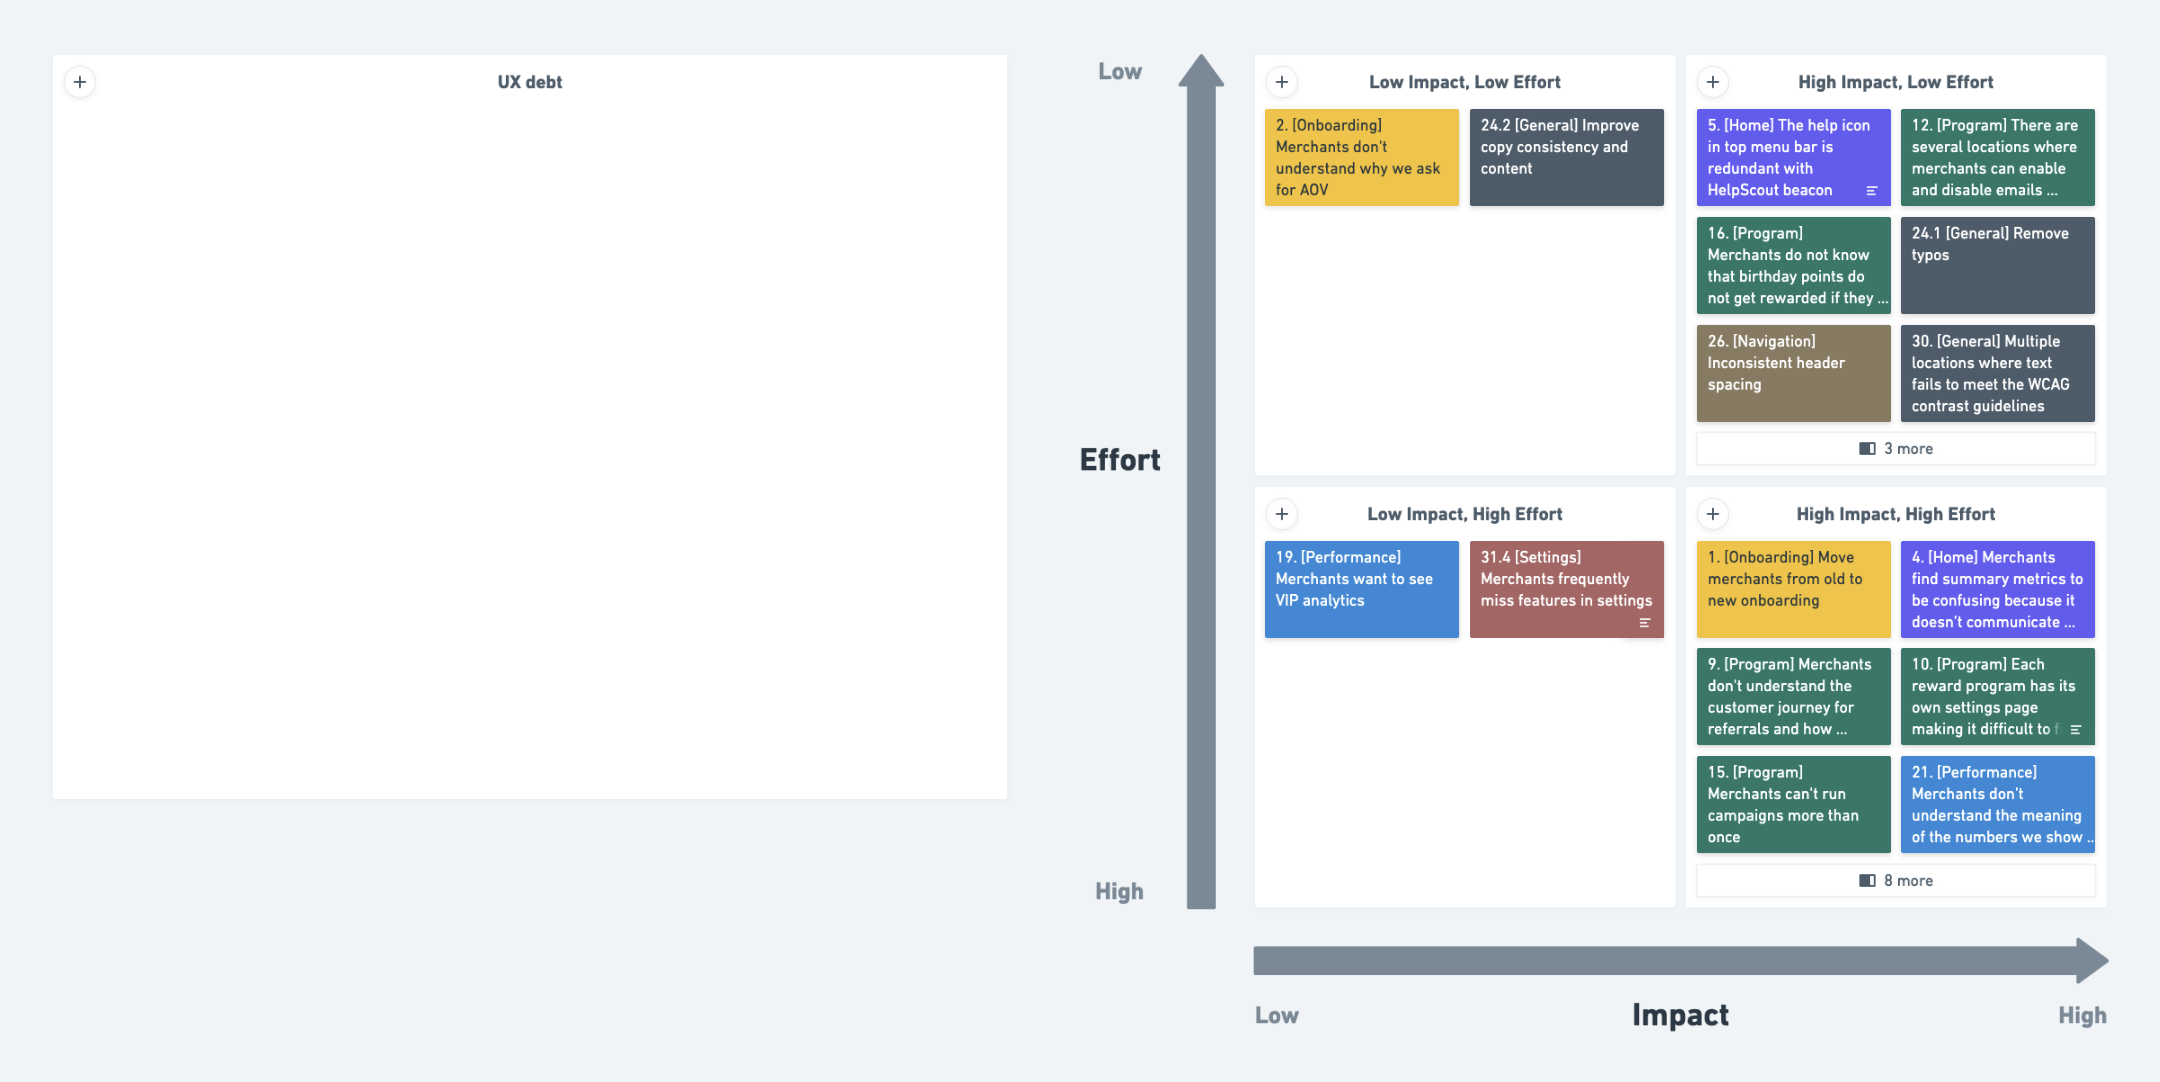 UX debt
Low
Effort
High
Low Impact, Low Effort
2. [Onboarding]
Merchants don't
understand why we ask
for AOV
24.2 [General] Improve
copy consistency and
content
High Impact, Low Effort
5. [Home] The help icon
in top menu bar is
redundant with
HelpScout beacon
12. [Program] There are
several locations where
merchants can enable
and disable emails ...
16. [Program]
Merchants do not know
that birthday points do
not get rewarded if they ...
24.1 [General] Remove
typos
26. [Navigation]
Inconsistent header
spacing
30. [General] Multiple
locations where text
fails to meet the WCAG
contrast guidelines
3 more
Low Impact, High Effort
19. [Performance]
Merchants want to see
VIP analytics
31.4 [Settings]
Merchants frequently
miss features in settings
High Impact, High Effort
1. [Onboarding] Move
merchants from old to
new onboarding
4. [Home] Merchants
find summary metrics to
be confusing because it
doesn't communicate ...
9. [Program] Merchants
don't understand the
customer journey for
referrals and how ...
10. [Program] Each
reward program has its
own settings page
making it difficult to
15. [Program]
Merchants can't run
campaigns more than
once
21. [Performance]
Merchants don't
understand the meaning
of the numbers we show ...
8 more
Low
Impact
High